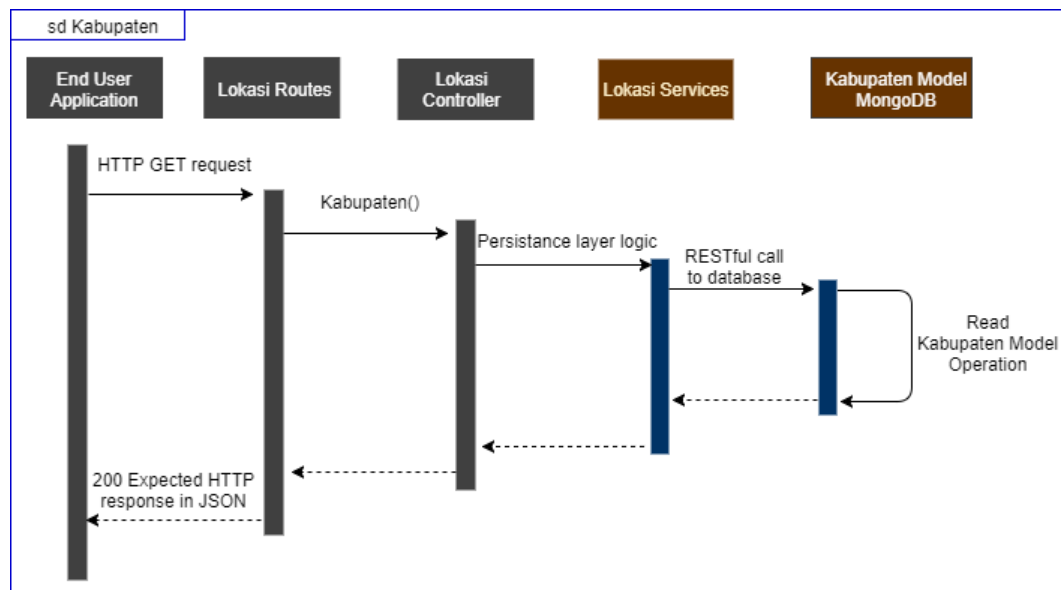 sd Kabupaten
End User
Application
Lokasi Routes
Lokasi
Controller
Lokasi Services
Kabupaten Model
MongoDB
HTTP GET request
Kabupaten()
Persistance layer logic
RESTful call
to database
Read
Kabupaten Model
Operation
200 Expected HTTP
response in JSON